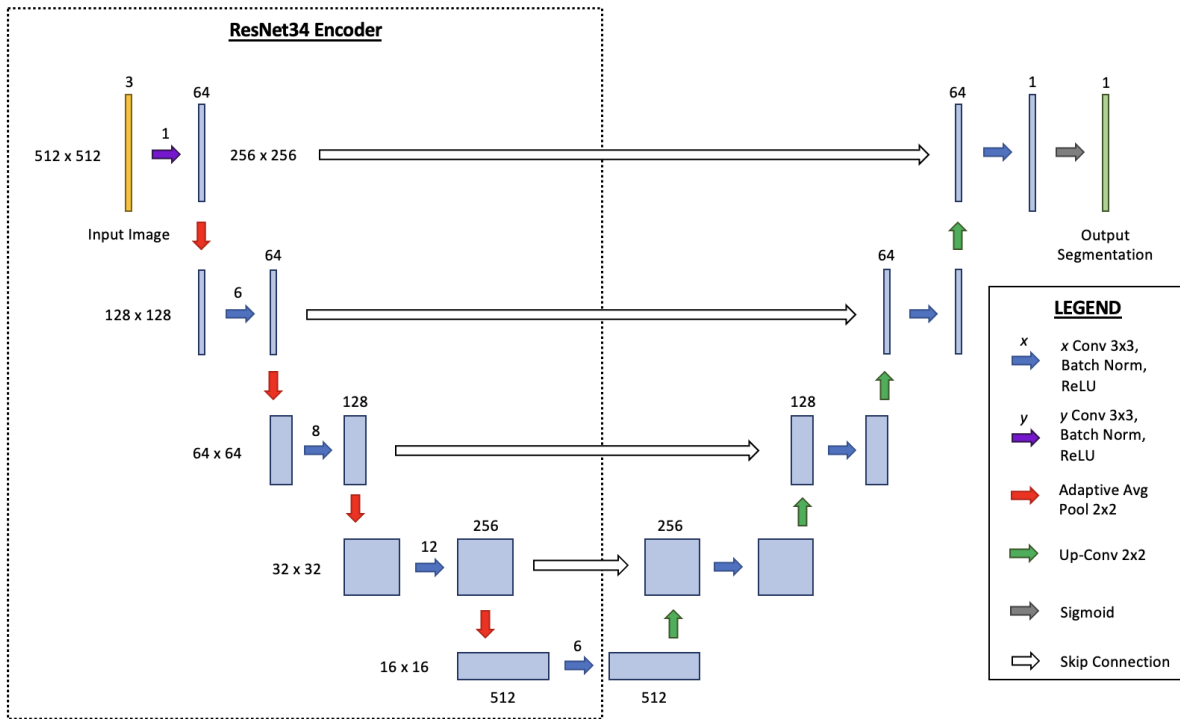 ResNet34 Encoder
3
64
1
512 x 512
256 x 256
Input Image
64
1
1
Output
Segmentation
64
6
128 x 128
64
128
8
64 x 64
128
256
12
32 x 32
256
6
16 x 16
512
512
LEGEND
x
x Conv 3x3,
Batch Norm,
ReLU
y
y Conv 3x3,
Batch Norm,
ReLU
Adaptive Avg
Pool 2x2
Up-Conv 2x2
Sigmoid
Skip Connection